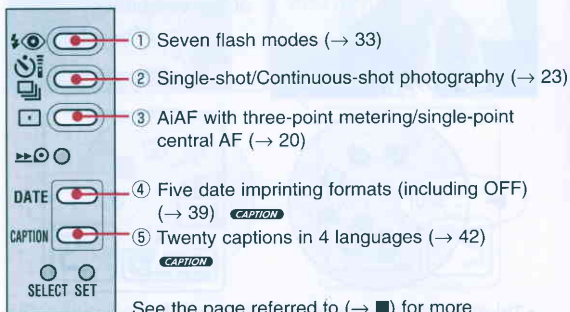 ① Seven flash modes (→ 33)
② Single-shot/Continuous-shot photography (→ 23)
③ AiAF with three-point metering/single-point
central AF (→ 20)
DATE
④ Five date imprinting formats (including OFF)
(→ 39) CAPTION
CAPTION
⑤ Twenty captions in 4 languages (→ 42)
CAPTION
SELECT SET
See the page referred to (→ ■) for more